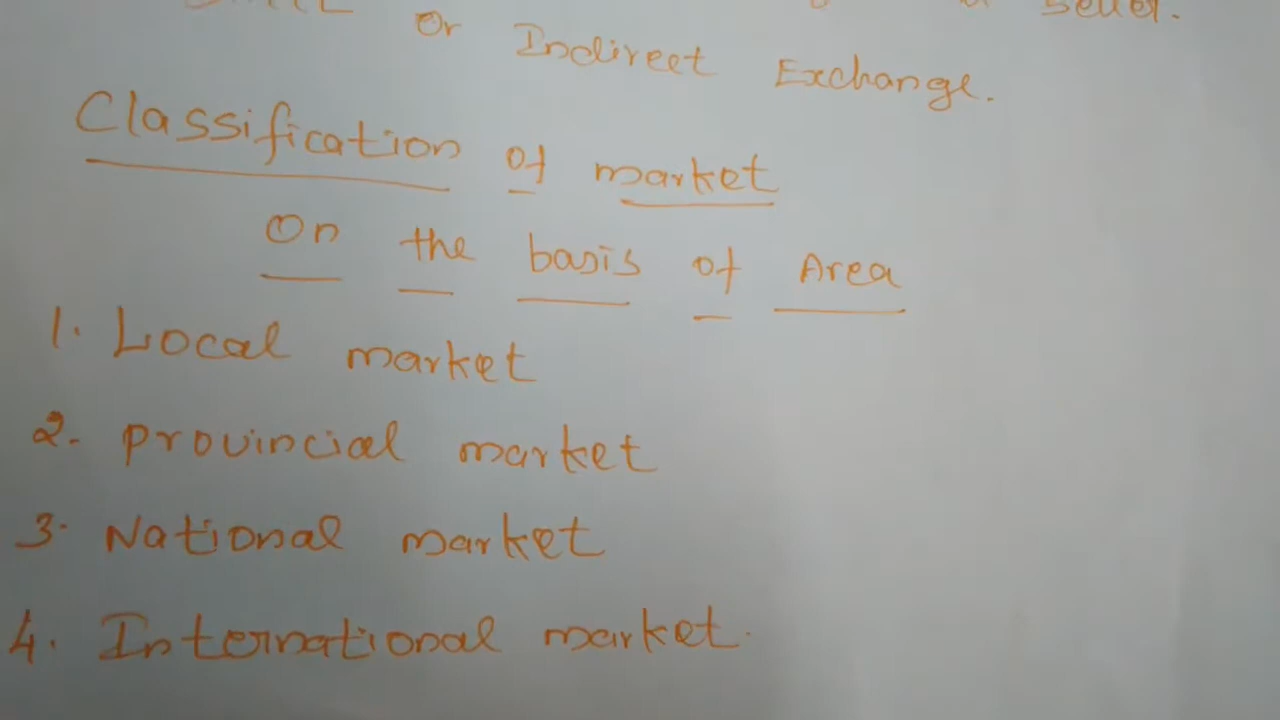 Or Indirect Exchange.
Classification of market
On the basis of Area
1. Local market
2. Provincial market
3. National market
4. International market.